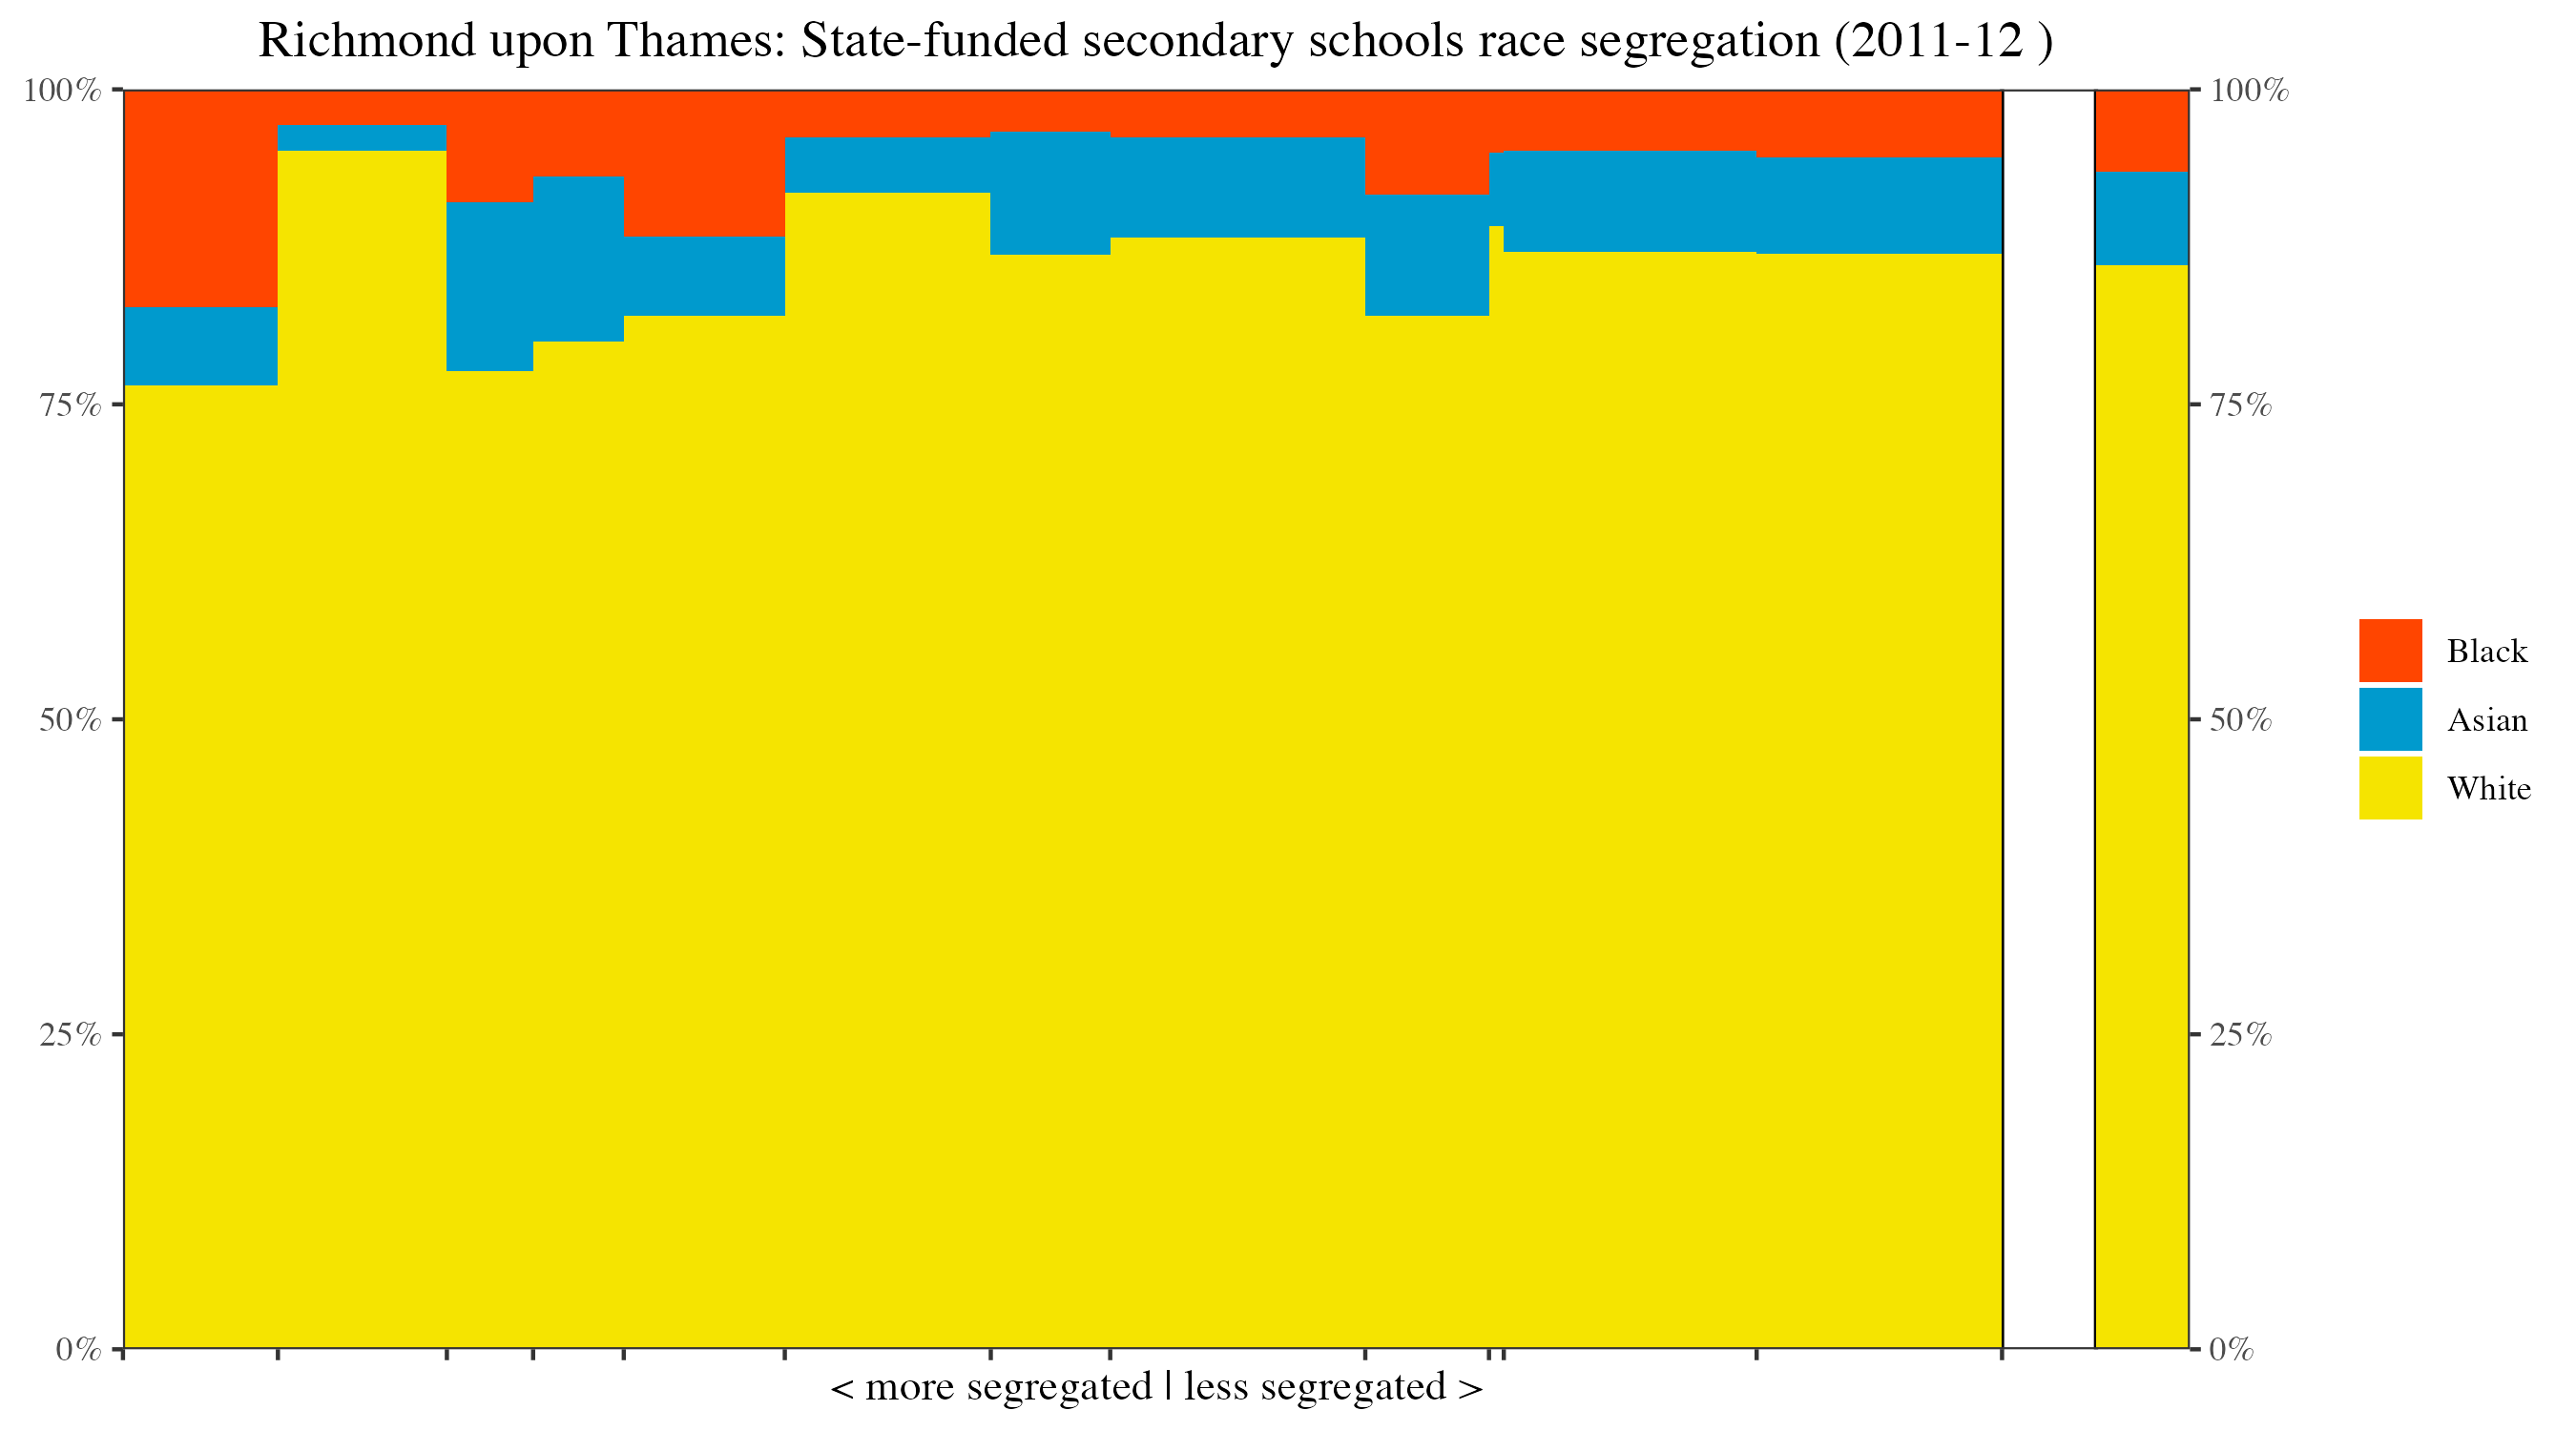 Richmond upon Thames: State-funded secondary schools race segregation (2011-12 )
100%
100%
75%
75%
50%
50%
25%
25%
0%
0%
Black
Asian
White
< more segregated | less segregated >